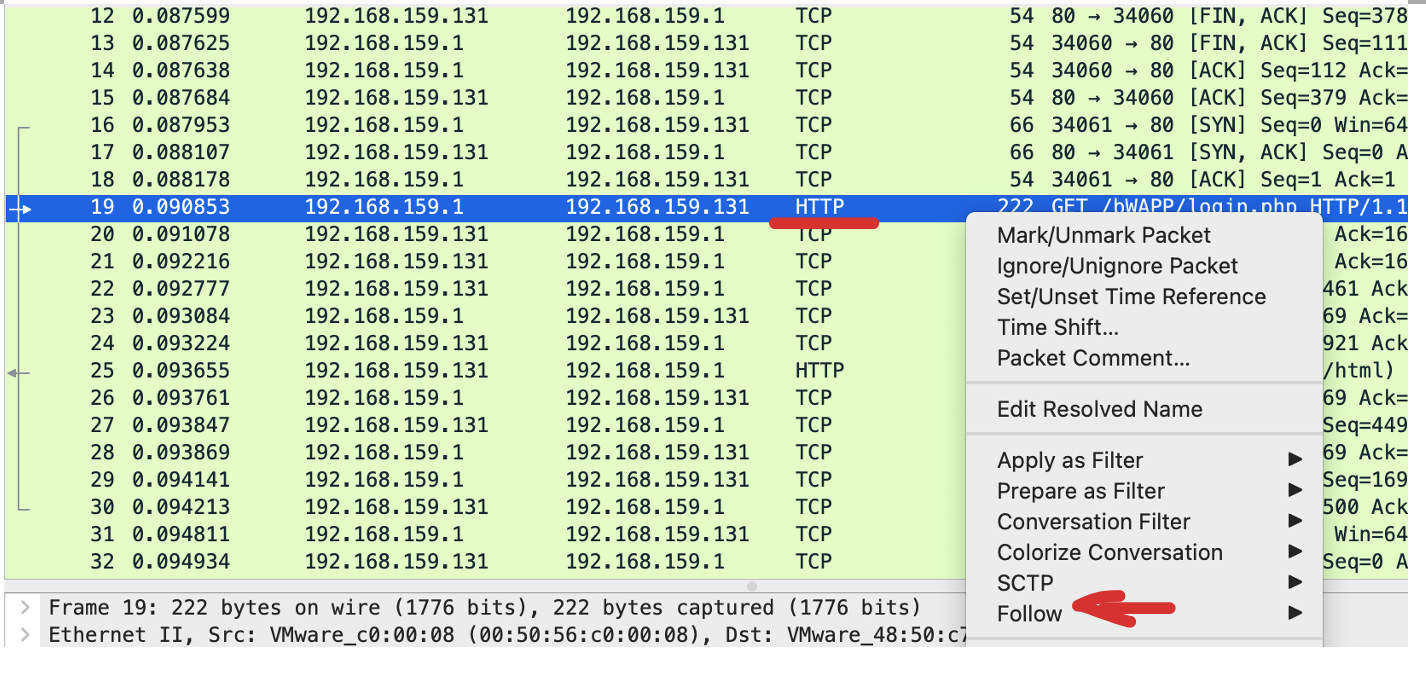 12 0.087599 192.168.159.131 192.168.159.1 TCP 54 80 → 34060 [FIN, ACK] Seq=378
13 0.087625 192.168.159.1 192.168.159.131 TCP 54 34060 → 80 [FIN, ACK] Seq=111
14 0.087638 192.168.159.1 192.168.159.131 TCP 54 34060 → 80 [ACK] Seq=112 Ack=
15 0.087684 192.168.159.131 192.168.159.1 TCP 54 80 → 34060 [ACK] Seq=379 Ack=
16 0.087953 192.168.159.1 192.168.159.131 TCP 66 34061 → 80 [SYN] Seq=0 Win=64
17 0.088107 192.168.159.131 192.168.159.1 TCP 66 80 → 34061 [SYN, ACK] Seq=0 A
18 0.088178 192.168.159.1 192.168.159.131 TCP 54 34061 → 80 [ACK] Seq=1 Ack=1
19 0.090853 192.168.159.1 192.168.159.131 HTTP 222 GET /bWAPP/login.php HTTP/1.1
20 0.091078 192.168.159.131 192.168.159.1 TCP Ack=16
21 0.092216 192.168.159.131 192.168.159.1 TCP Ack=16
22 0.092777 192.168.159.131 192.168.159.1 TCP 461 Ack
23 0.093084 192.168.159.1 192.168.159.131 TCP 69 Ack=
24 0.093224 192.168.159.131 192.168.159.1 TCP 921 Ack
25 0.093655 192.168.159.131 192.168.159.1 HTTP /html)
26 0.093761 192.168.159.1 192.168.159.131 TCP 69 Ack=
27 0.093847 192.168.159.131 192.168.159.1 TCP Seq=449
28 0.093869 192.168.159.1 192.168.159.131 TCP 69 Ack=
29 0.094141 192.168.159.1 192.168.159.131 TCP Seq=169
30 0.094213 192.168.159.131 192.168.159.1 TCP 500 Ack
31 0.094811 192.168.159.1 192.168.159.131 TCP Win=64
32 0.094934 192.168.159.131 192.168.159.1 TCP Seq=0 A
Mark/Unmark Packet
Ignore/Unignore Packet
Set/Unset Time Reference
Time Shift...
Packet Comment...
Edit Resolved Name
Apply as Filter
Prepare as Filter
Conversation Filter
Colorize Conversation
SCTP
Follow
Frame 19: 222 bytes on wire (1776 bits), 222 bytes captured (1776 bits)
Ethernet II, Src: VMware_c0:00:08 (00:50:56:c0:00:08), Dst: VMware_48:50:c7